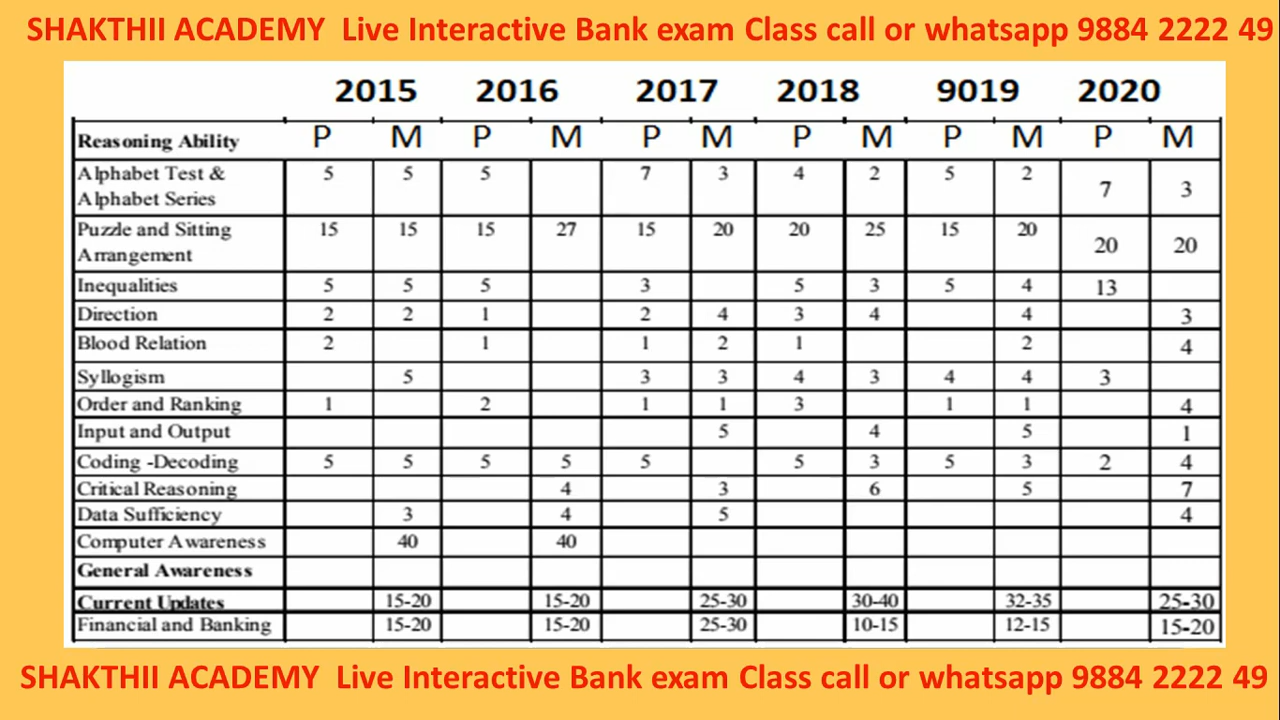 SHAKTHII ACADEMY Live Interactive Bank exam Class call or whatsapp 9884 2222 49
2015 2016 2017 2018 9019 2020
Reasoning Ability P M P M P M P M P M P M
Alphabet Test & 5 5 5 7 3 4 2 5 2 7 3
Alphabet Series
Puzzle and Sitting 15 15 15 27 15 20 20 25 15 20 20 20
Arrangement
Inequalities 5 5 5 3 5 3 5 4 13
Direction 2 2 1 2 4 3 4 4 3
Blood Relation 2 1 1 2 1 2 4
Syllogism 5 3 3 4 3 4 4 3
Order and Ranking 1 2 1 1 3 1 1 4
Input and Output 5 4 5 1
Coding -Decoding 5 5 5 5 5 5 3 5 3 2 4
Critical Reasoning 4 3 6 5 7
Data Sufficiency 3 4 5 4
Computer Awareness 40 40
General Awareness
Current Updates 15-20 15-20 25-30 30-40 32-35 25-30
Financial and Banking 15-20 15-20 25-30 10-15 12-15 15-20
SHAKTHII ACADEMY Live Interactive Bank exam Class call or whatsapp 9884 2222 49